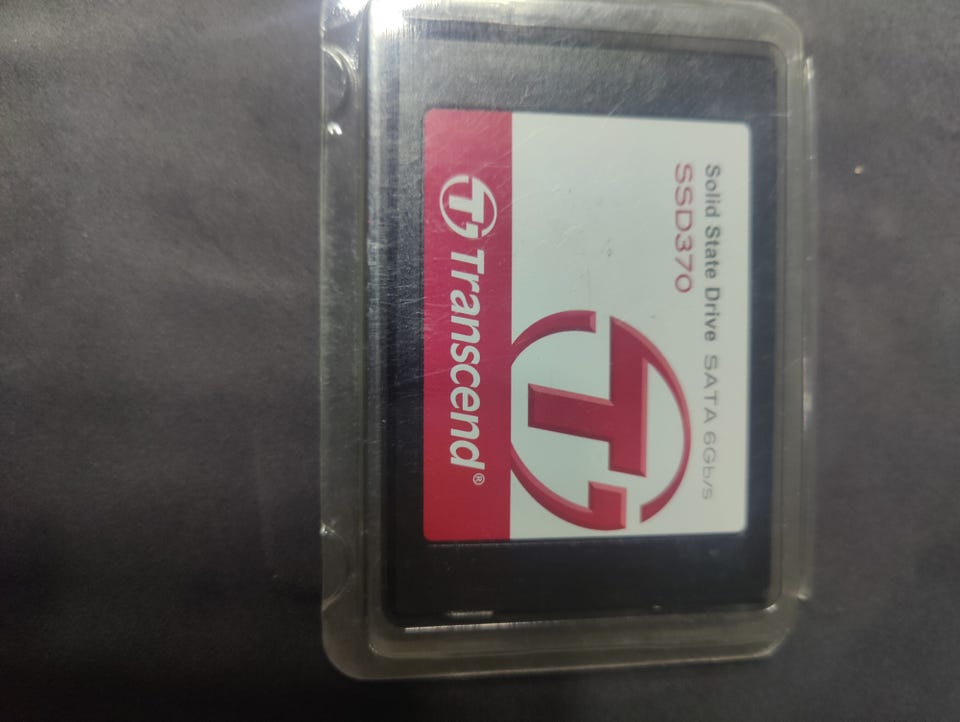 Solid State Drive SATA 6Gb/s
SSD370
Transcend®